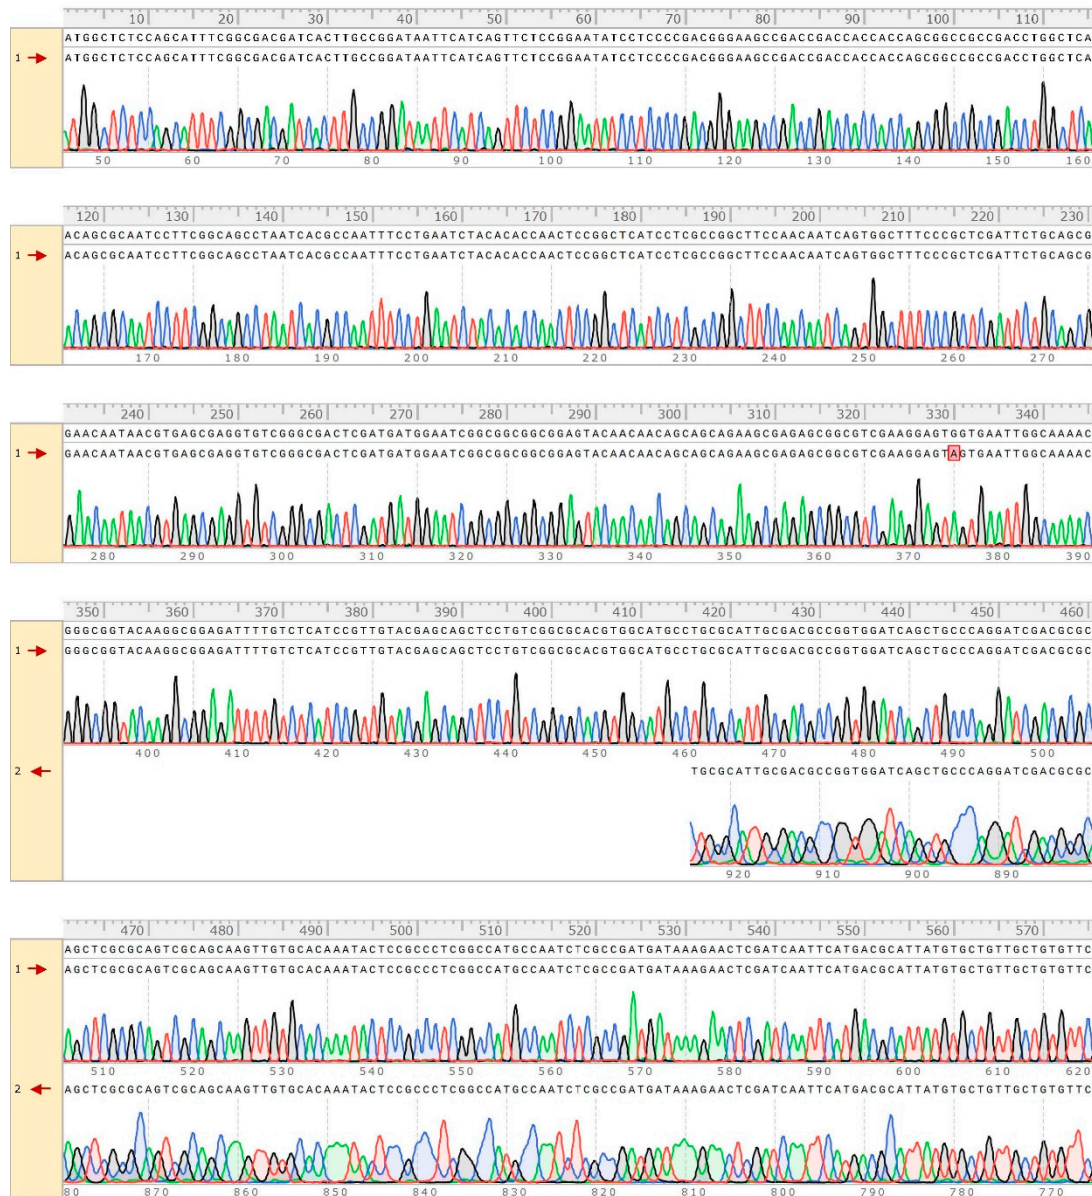 10 20 30 40 50 60 70 80 90 100 110
ATGGCTCTCCAGCATTTCGGCGACGATCACTTGCCGGATAATTCATCAGTTCTCCGGAATATCCTCCCCGACGGGAAGCCGACCGACCACCACCAGCGGCCGCCGACCTGGCTCA
1 ATGGCTCTCCAGCATTTCGGCGACGATCACTTGCCGGATAATTCATCAGTTCTCCGGAATATCCTCCCCGACGGGAAGCCGACCGACCACCACCAGCGGCCGCCGACCTGGCTCA
50 60 70 80 90 100 110 120 130 140 150 160
120 130 140 150 160 170 180 190 200 210 220 230
ACAGCGCAATCCTTCGGCAGCCTAATCACGCCAATTTCCTGAATCTACACACCAACTCCGGCTCATCCTCGCCGGCTTCCAACAATCAGTGGCTTTCCCGCTCGATTCTGCAGCG
1 ACAGCGCAATCCTTCGGCAGCCTAATCACGCCAATTTCCTGAATCTACACACCAACTCCGGCTCATCCTCGCCGGCTTCCAACAATCAGTGGCTTTCCCGCTCGATTCTGCAGCG
170 180 190 200 210 220 230 240 250 260 270
240 250 260 270 280 290 300 310 320 330 340
GAACAATAACGTGAGCGAGGTGTCGGGCGACTCGATGATGGAATCGGCGGCGGCGGAGTACAACAACAGCAGCAGAAGCGAGAGCGGCGTCGAAGGAGTGGTGAATTGGCAAAAC
1 GAACAATAACGTGAGCGAGGTGTCGGGCGACTCGATGATGGAATCGGCGGCGGCGGAGTACAACAACAGCAGCAGAAGCGAGAGCGGCGTCGAAGGAGTAGTGAATTGGCAAAAC
280 290 300 310 320 330 340 350 360 370 380 390
350 360 370 380 390 400 410 420 430 440 450 460
GGGCGGTACAAGGCGGAGATTTTGTCTCATCCGTTGTACGAGCAGCTCCTGTCGGCGCACGTGGCATGCCTGCGCATTGCGACGCCGGTGGATCAGCTGCCCAGGATCGACGCGC
1 GGGCGGTACAAGGCGGAGATTTTGTCTCATCCGTTGTACGAGCAGCTCCTGTCGGCGCACGTGGCATGCCTGCGCATTGCGACGCCGGTGGATCAGCTGCCCAGGATCGACGCGC
400 410 420 430 440 450 460 470 480 490 500
2 TGCGCATTGCGACGCCGGTGGATCAGCTGCCCAGGATCGACGCGC
920 910 900 890
470 480 490 500 510 520 530 540 550 560 570
AGCTCGCGCAGTCGCAGCAAGTTGTGCACAAATACTCCGCCCTCGGCCATGCCAATCTCGCCGATGATAAAGAACTCGATCAATTCATGACGCATTATGTGCTGTTGCTGTGTTC
1 AGCTCGCGCAGTCGCAGCAAGTTGTGCACAAATACTCCGCCCTCGGCCATGCCAATCTCGCCGATGATAAAGAACTCGATCAATTCATGACGCATTATGTGCTGTTGCTGTGTTC
510 520 530 540 550 560 570 580 590 600 610 620
2 AGCTCGCGCAGTCGCAGCAAGTTGTGCACAAATACTCCGCCCTCGGCCATGCCAATCTCGCCGATGATAAAGAACTCGATCAATTCATGACGCATTATGTGCTGTTGCTGTGTTC
80 870 860 850 840 830 820 810 800 790 780 770